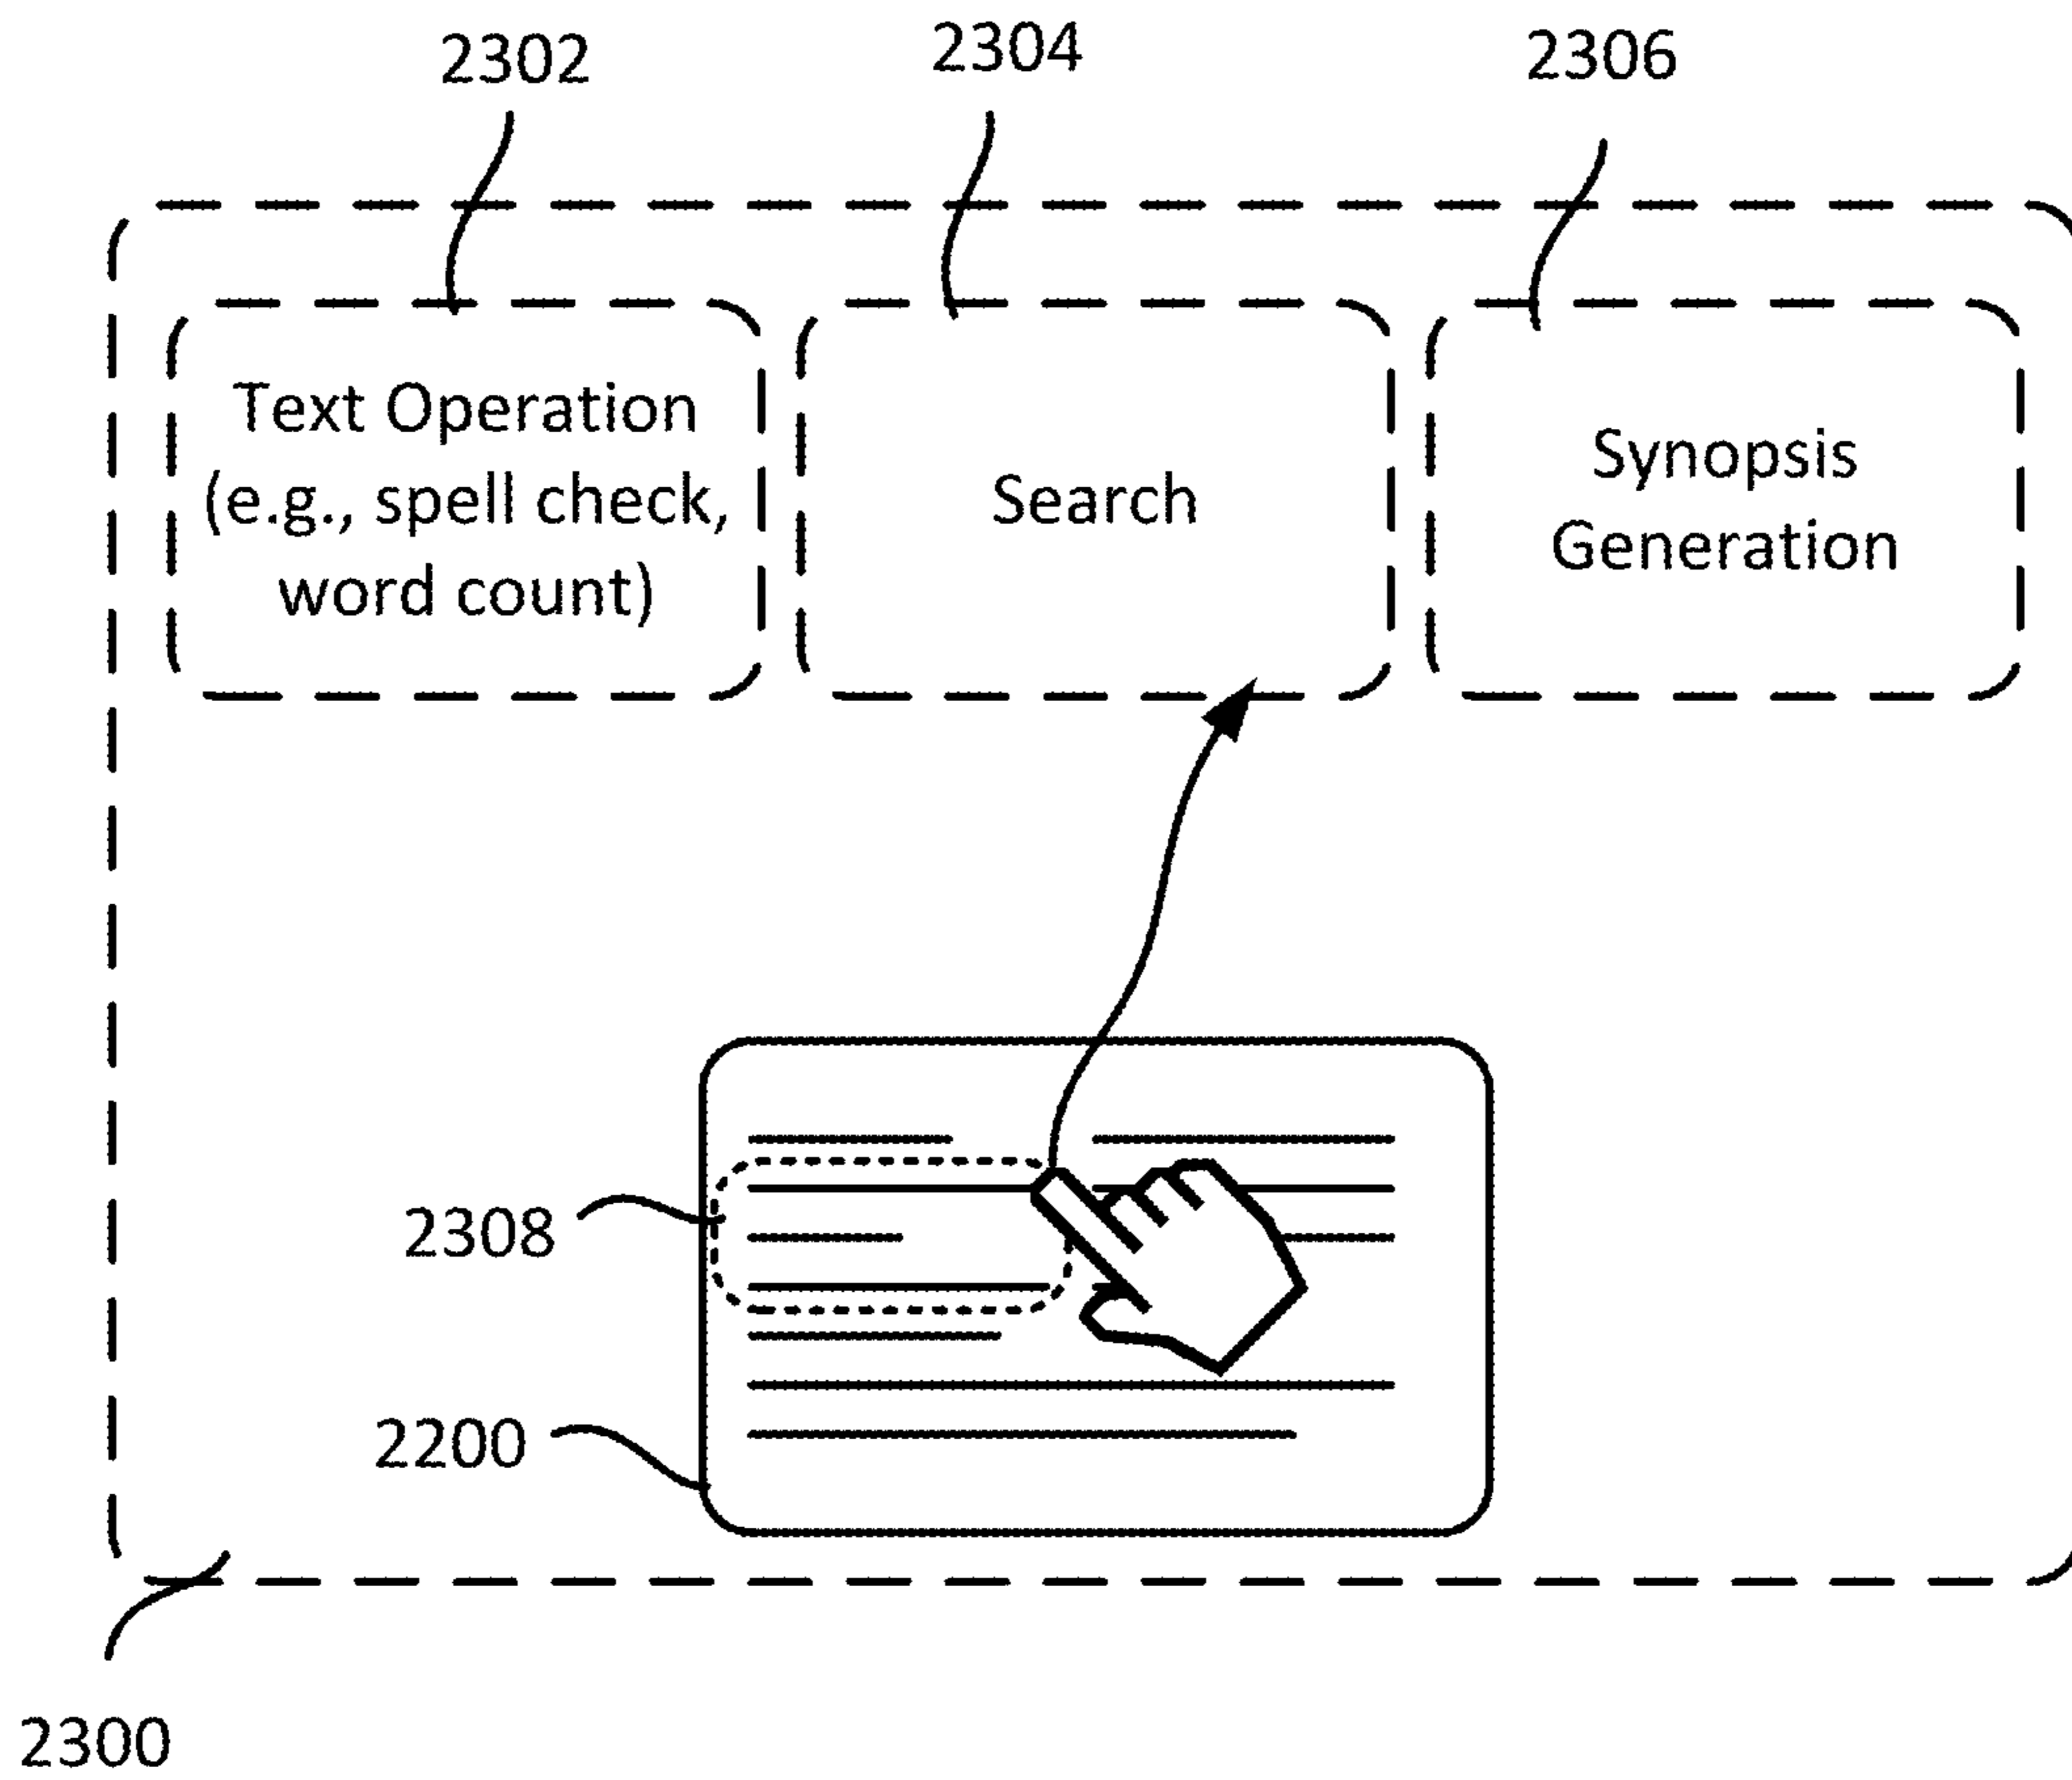 2302
2304
2306
Text Operation
(e.g., spell check,
word count)
Search
Synopsis
Generation
2308
2200
2300